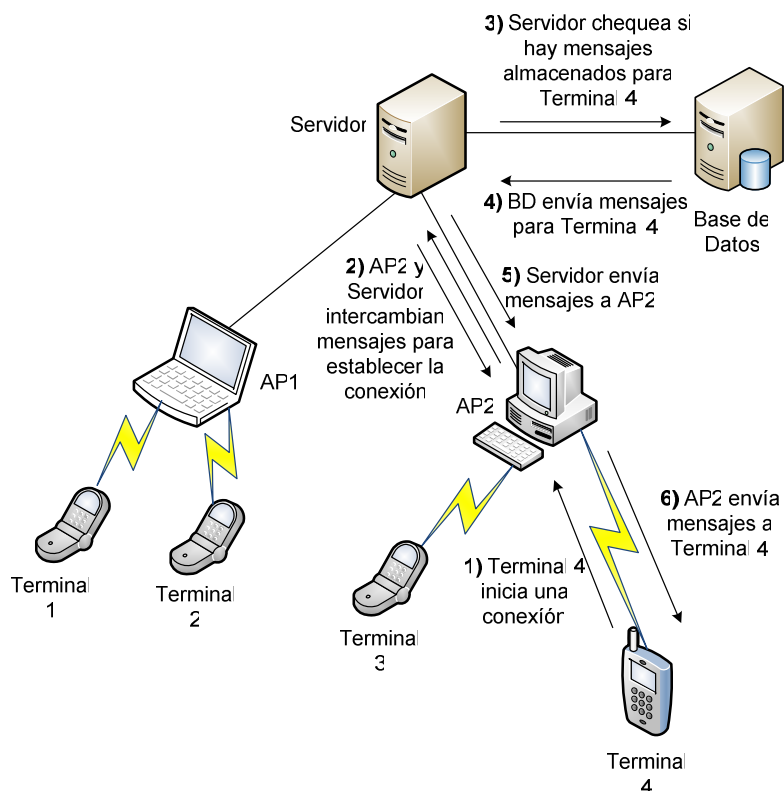 3) Servidor chequea si
hay mensajes
almacenados para
Terminal 4
Servidor
4) BD envía mensajes
para Termina 4
Base de
Datos
2) AP2 y
Servidor
intercambian
mensajes para
establecer la
conexión
5) Servidor envía
mensajes a AP2
AP1
AP2
6) AP2 envía
mensajes a
Terminal 4
1) Terminal 4
inicia una
conexión
Terminal
1
Terminal
2
Terminal
3
Terminal
4